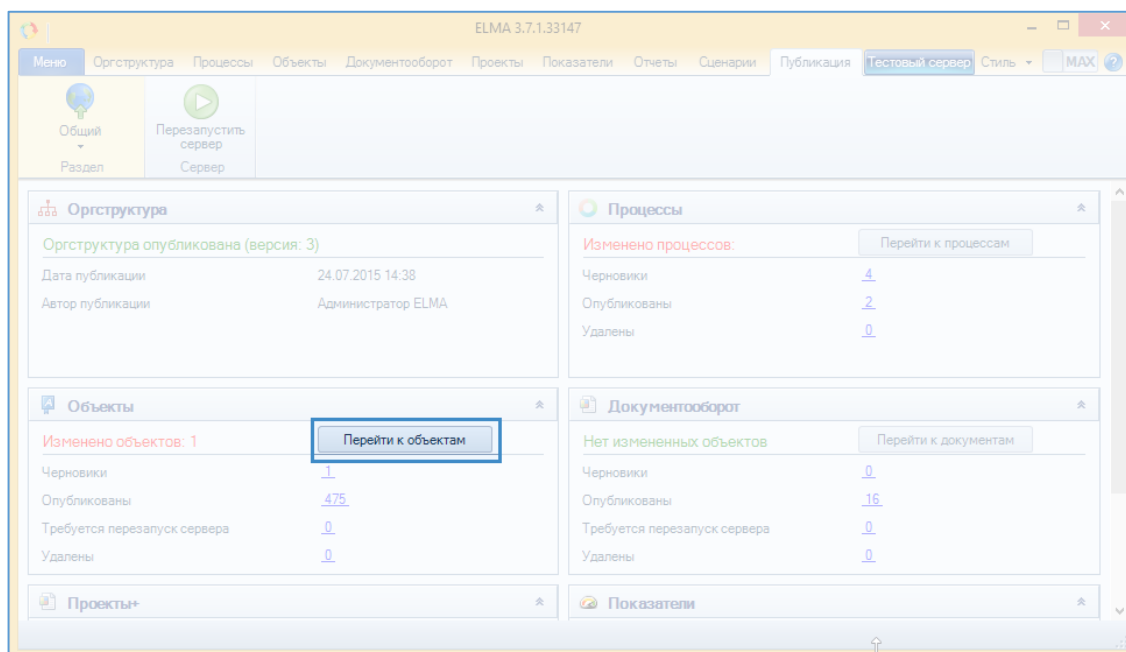 ELMA 3.7.1.33147
Меню Оргструктура Процессы Объекты Документооборот Проекты Показатели Отчеты Сценарии Публикация Тестовый сервер Стиль MAX ?
Общий
Раздел
Перезапустить
сервер
Сервер
Оргструктура
Оргструктура опубликована (версия: 3)
Дата публикации 24.07.2015 14:38
Автор публикации Администратор ELMA
Процессы
Изменено процессов: Перейти к процессам
Черновики 4
Опубликованы 2
Удалены 0
Объекты
Изменено объектов: 1 Перейти к объектам
Черновики 1
Опубликованы 475
Требуется перезапуск сервера 0
Удалены 0
Документооборот
Нет измененных объектов Перейти к документам
Черновики 0
Опубликованы 16
Требуется перезапуск сервера 0
Удалены 0
Проекты+
Показатели